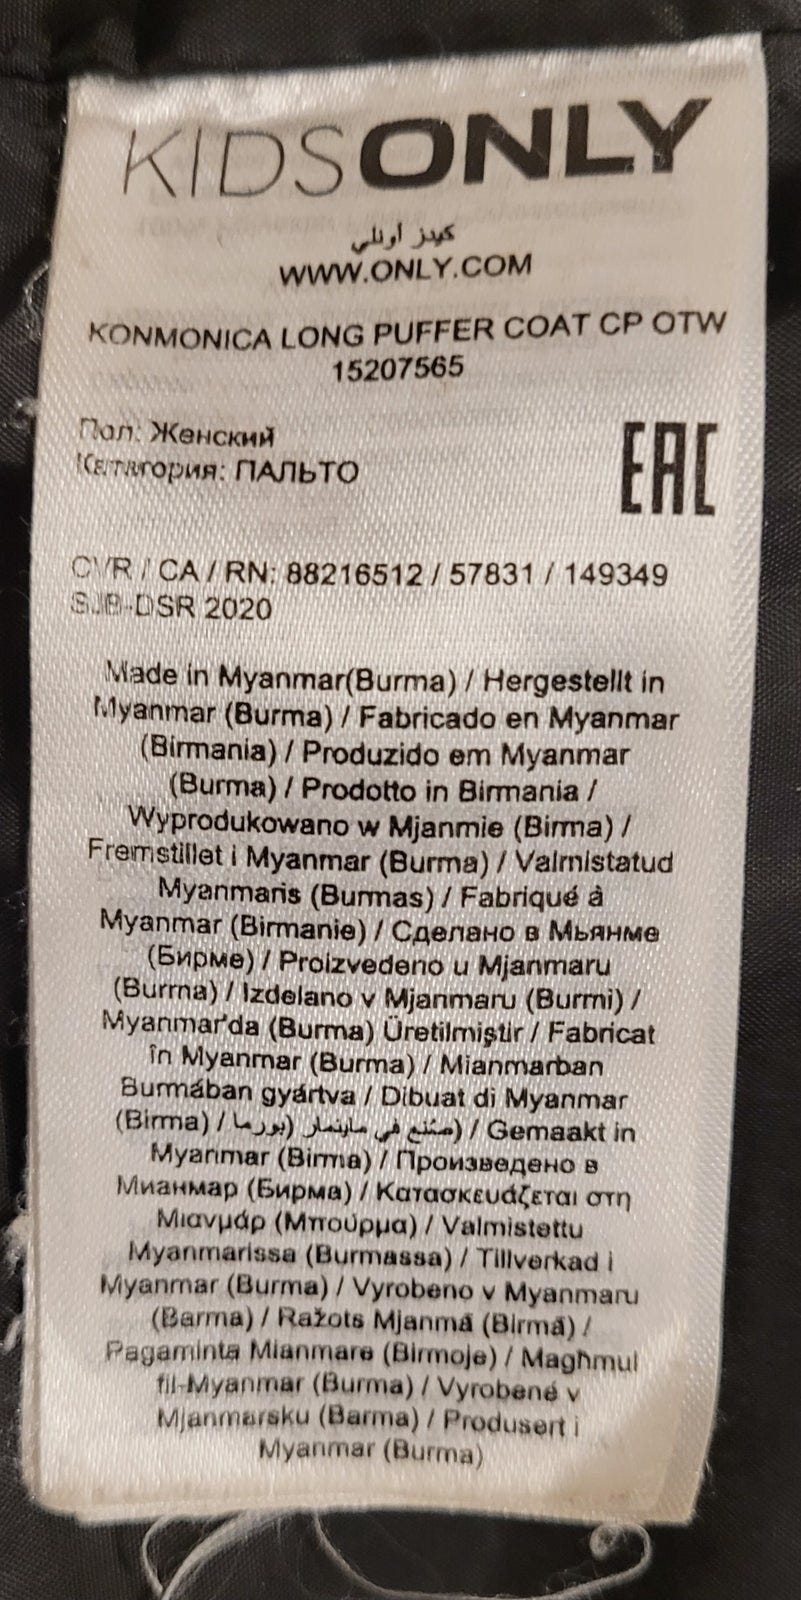 KIDSONLY
كيدز أونلي
WWW.ONLY.COM
KONMONICA LONG PUFFER COAT CP OTW
15207565
Пол: Женский
Категория: ПАЛЬТО
EAC
CVR / CA / RN: 88216512 / 57831 / 149349
SJB-DSR 2020
Made in Myanmar(Burma) / Hergestellt in
Myanmar (Burma) / Fabricado en Myanmar
(Birmania) / Produzido em Myanmar
(Burma) / Prodotto in Birmania /
Wyprodukowano w Mjanmie (Birma) /
Fremstillet i Myanmar (Burma) / Valmistatud
Myanmaris (Burmas) / Fabriqué à
Myanmar (Birmanie) / Сделано в Мьянме
(Бирме) / Proizvedeno u Mjanmaru
(Burma) / Izdelano v Mjanmaru (Burmi) /
Myanmar'da (Burma) Üretilmiştir / Fabricat
în Myanmar (Burma) / Mianmarban
Burmában gyártva / Dibuat di Myanmar
(Birma) / صُنع في ماينمار (بورما) / Gemaakt in
Myanmar (Birma) / Произведено в
Мианмар (Бирма) / Κατασκευάζεται στη
Μιανμάρ (Μπούρμα) / Valmistettu
Myanmarissa (Burmassa) / Tillverkad i
Myanmar (Burma) / Vyrobeno v Myanmaru
(Barma) / Ražots Mjanmā (Birmā) /
Pagaminta Mianmare (Birmoje) / Magħmul
fil-Myanmar (Burma) / Vyrobené v
Mjanmarsku (Barma) / Produsert i
Myanmar (Burma)